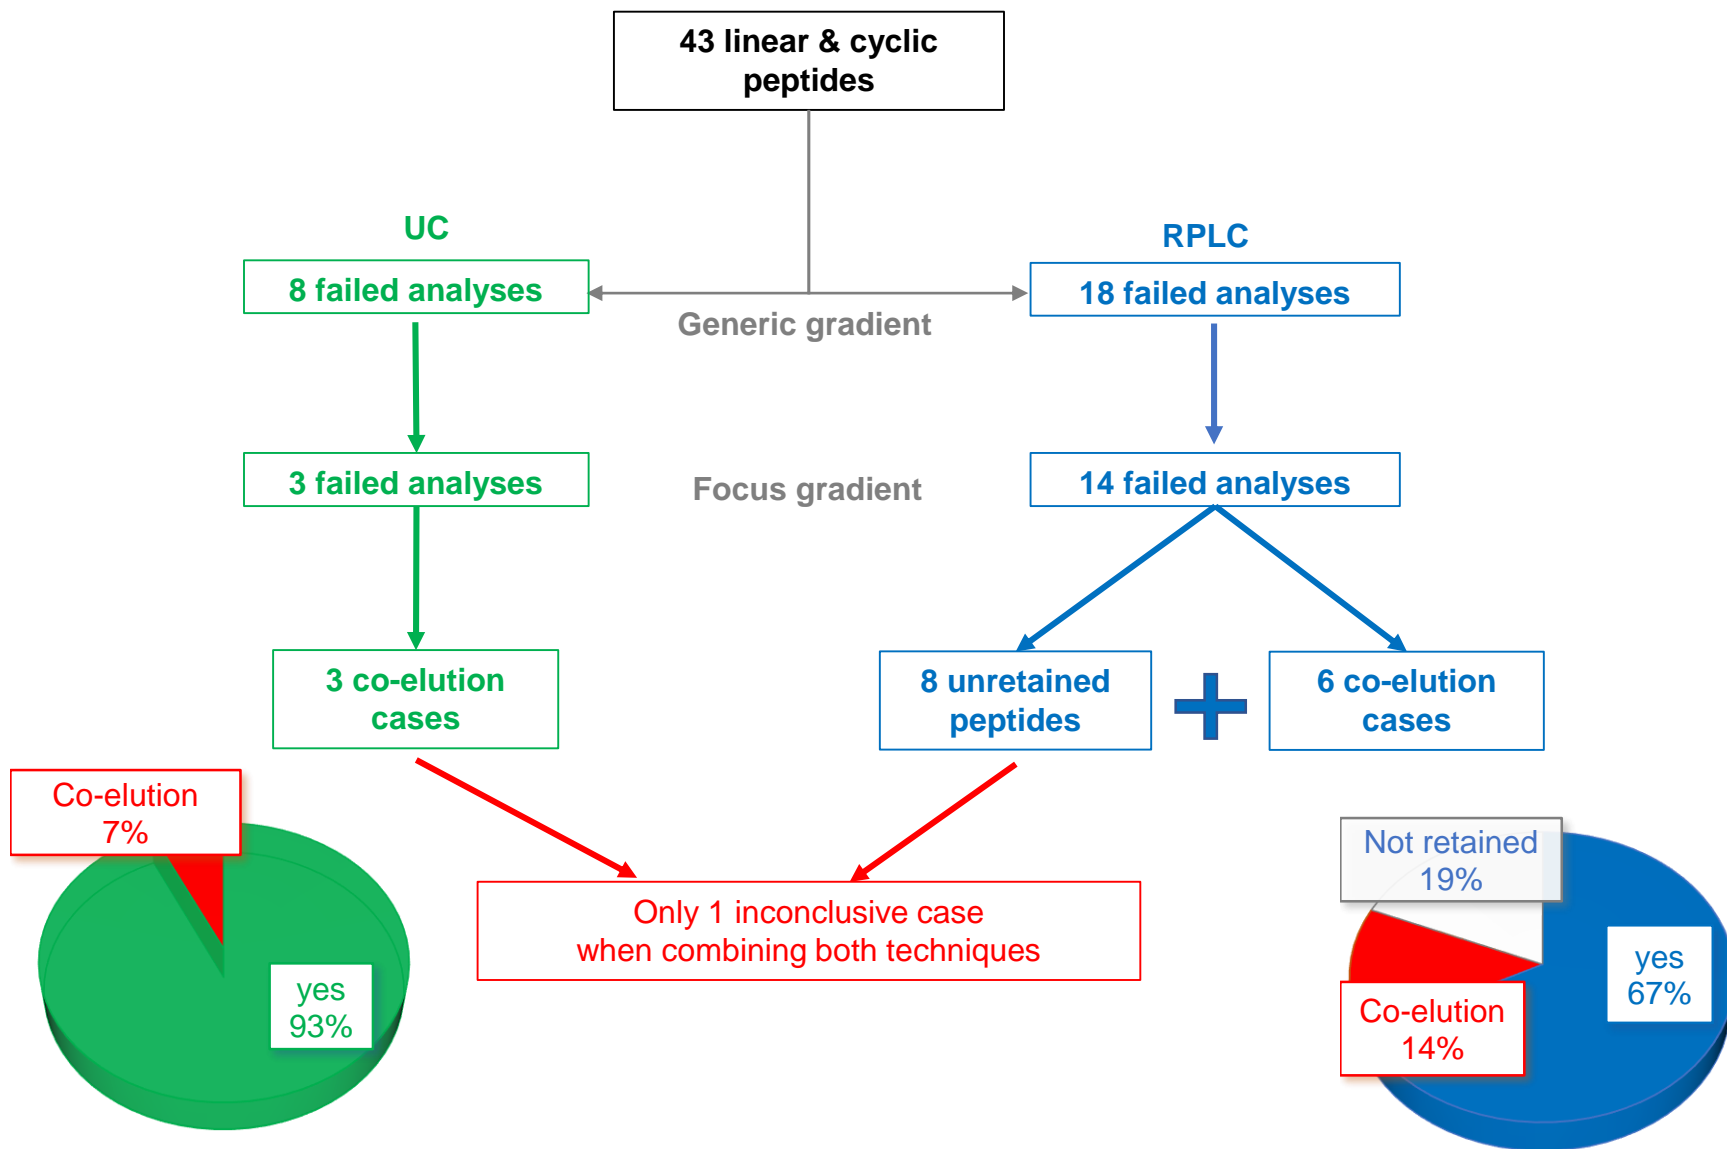 43 linear & cyclic
peptides
UC
RPLC
8 failed analyses
18 failed analyses
Generic gradient
3 failed analyses
Focus gradient
14 failed analyses
3 co-elution
cases
8 unretained
peptides
6 co-elution
cases
Co-elution
7%
yes
93%
Only 1 inconclusive case
when combining both techniques
Not retained
19%
yes
67%
Co-elution
14%